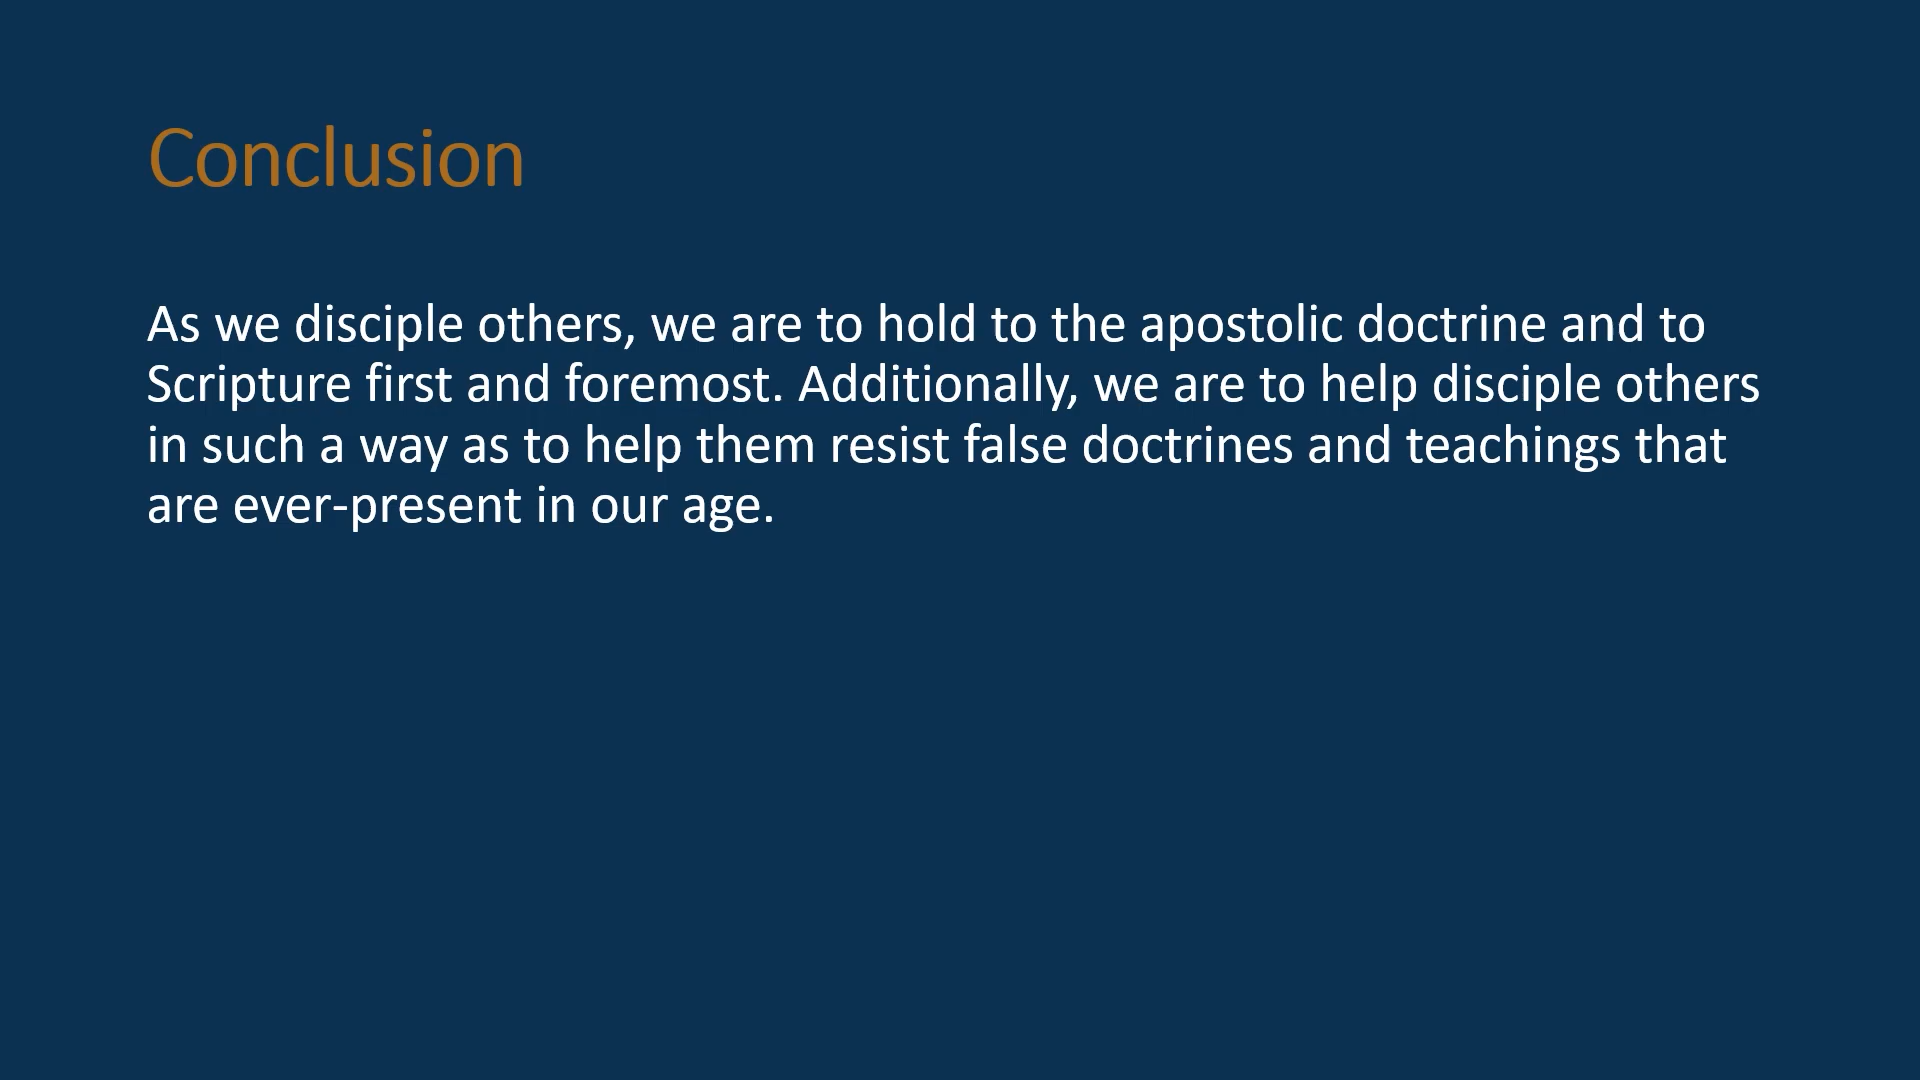 Conclusion
As we disciple others, we are to hold to the apostolic doctrine and to
Scripture first and foremost. Additionally, we are to help disciple others
in such a way as to help them resist false doctrines and teachings that
are ever-present in our age.